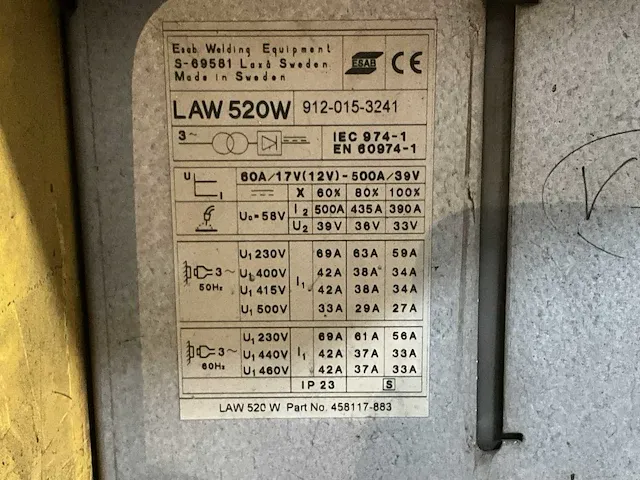 Esab Welding Equipment
S-69581 Laxå Sweden
Made in Sweden
ESAB CE
LAW 520W 912-015-3241
3~ IEC 974-1
EN 60974-1
U I 60A/17V(12V)-500A/39V
X 60% 80% 100%
U₀=58V I2 500A 435A 390A
U2 39V 36V 33V
3~ 50Hz
U1 230V I1 69A 63A 59A
U1 400V 42A 38A 34A
U1 415V 42A 38A 34A
U1 500V 33A 29A 27A
3~ 60Hz
U1 230V I1 69A 61A 56A
U1 440V 42A 37A 33A
U1 460V 42A 37A 33A
IP 23 S
LAW 520 W Part No. 458117-883